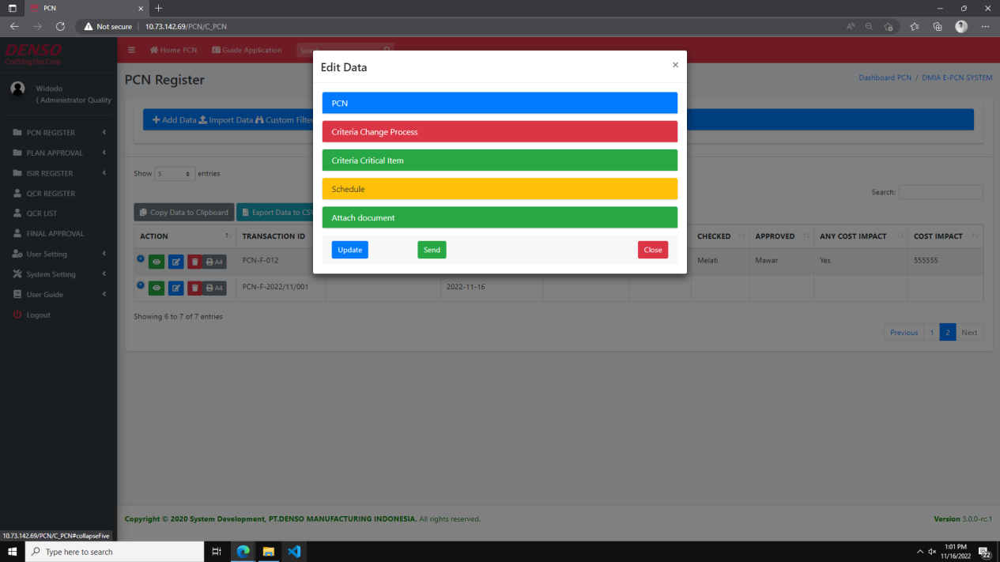 PCN
Not secure
10.73.142.69/PCN/C_PCN
DENSO
Crafting the Core
Home PCN
Guide Application
Edit Data
×
Widodo
( Administrator Quality
PCN REGISTER
PLAN APPROVAL
ISIR REGISTER
QCR REGISTER
QCR LIST
FINAL APPROVAL
User Setting
System Setting
User Guide
Logout
PCN Register
Dashboard PCN / DMIA E-PCN SYSTEM
Add Data Import Data Custom Filter
PCN
Criteria Change Process
Criteria Critical Item
Schedule
Attach document
Update Send Close
Show 5 entries
Search:
Copy Data to Clipboard Export Data to CSV
ACTION TRANSACTION ID CHECKED APPROVED ANY COST IMPACT COST IMPACT
A4 PCN-F-012 Melati Mawar Yes 555555
A4 PCN-F-2022/11/001 2022-11-16
Showing 6 to 7 of 7 entries
Previous 1 2 Next
Copyright © 2020 System Development, PT.DENSO MANUFACTURING INDONESIA. All rights reserved.
Version 3.0.0-rc.1
10.73.142.69/PCN/C_PCN#collapseFive
Type here to search
1:01 PM
11/16/2022
22